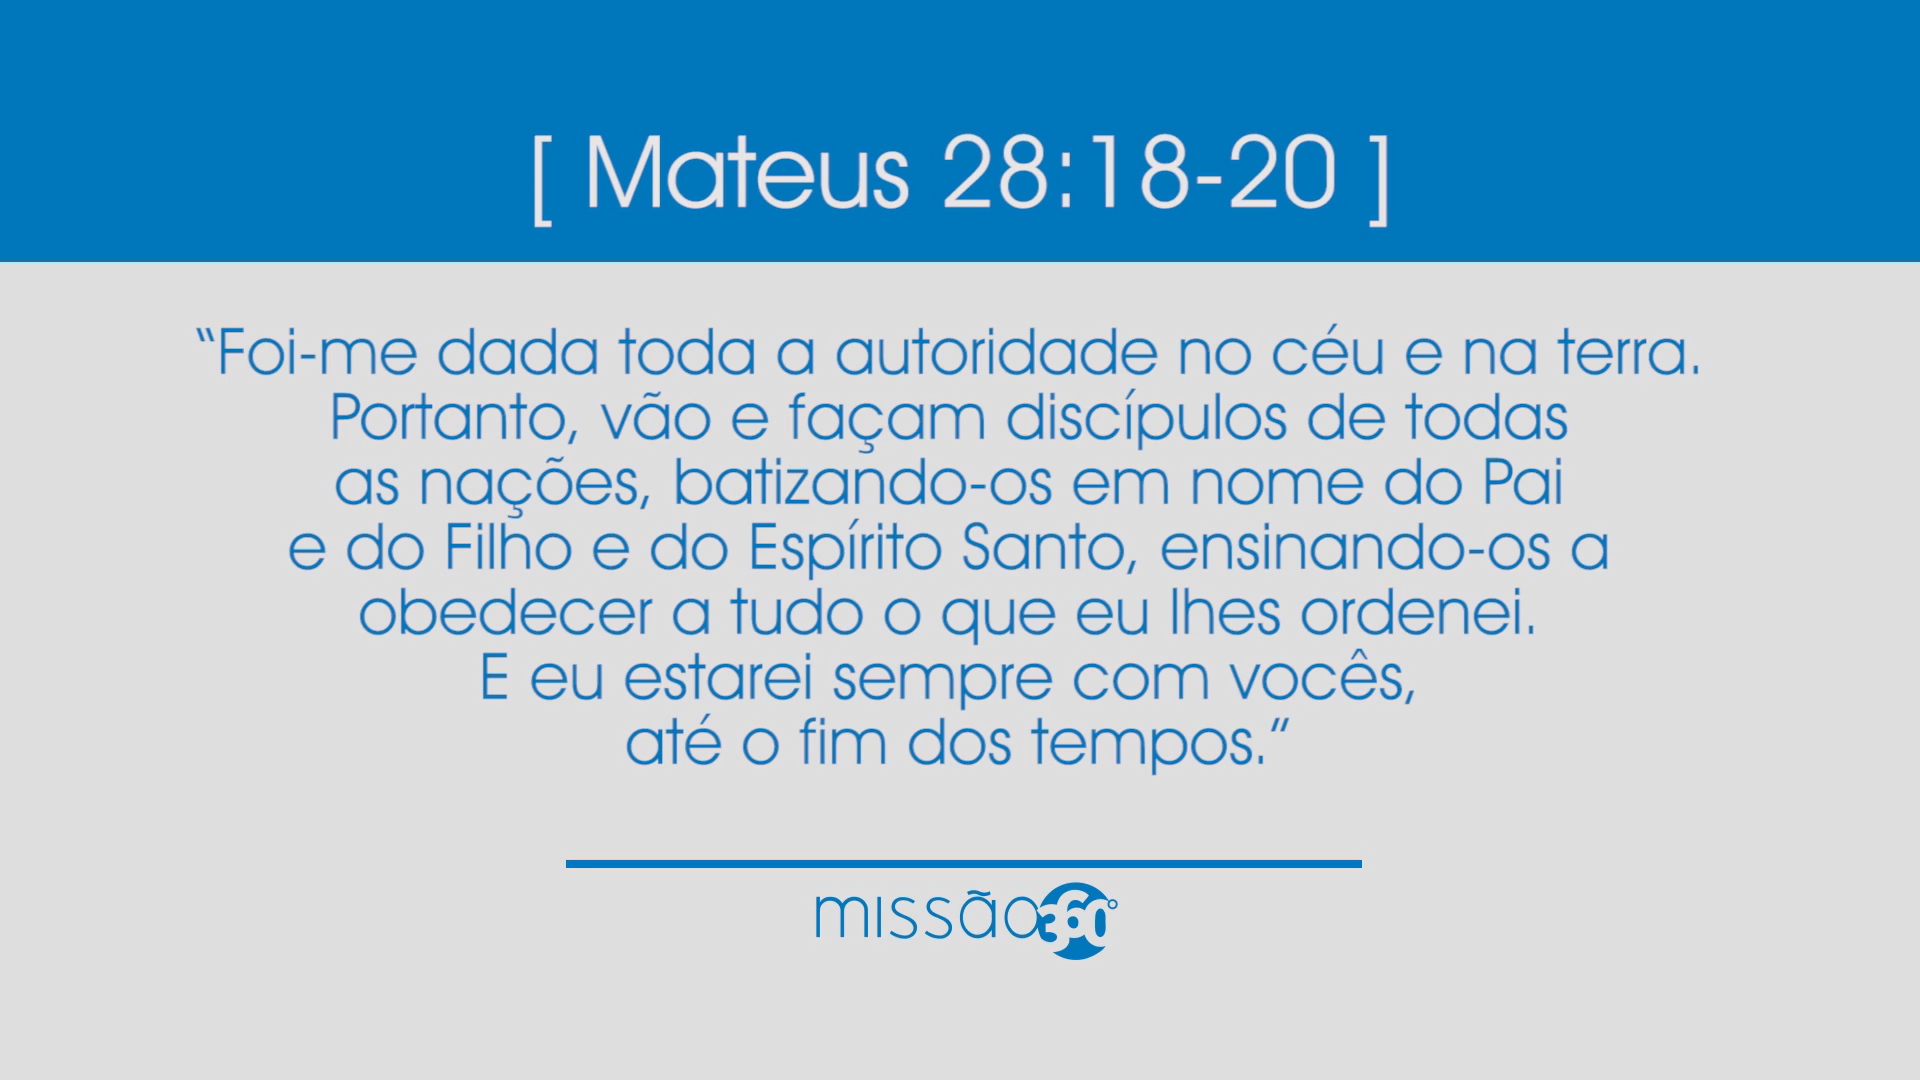 [ Mateus 28:18-20 ]
“Foi-me dada toda a autoridade no céu e na terra.
Portanto, vão e façam discípulos de todas
as nações, batizando-os em nome do Pai
e do Filho e do Espírito Santo, ensinando-os a
obedecer a tudo o que eu lhes ordenei.
E eu estarei sempre com vocês,
até o fim dos tempos.”
missão360°